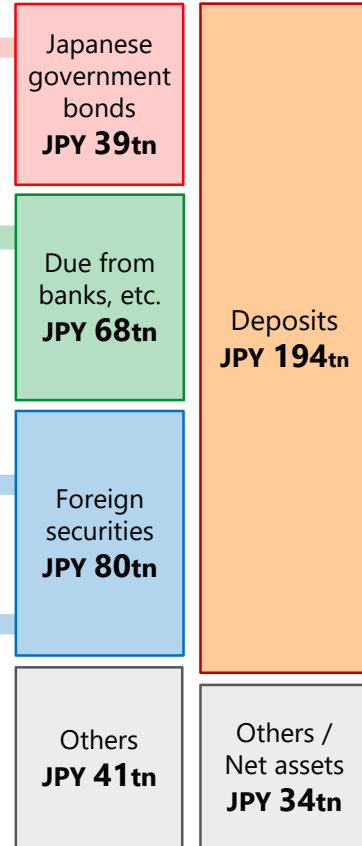 Japanese
government
bonds
JPY 39tn
Due from
banks, etc.
JPY 68tn
Foreign
securities
JPY 80tn
Others
JPY 41tn
Deposits
JPY 194tn
Others /
Net assets
JPY 34tn